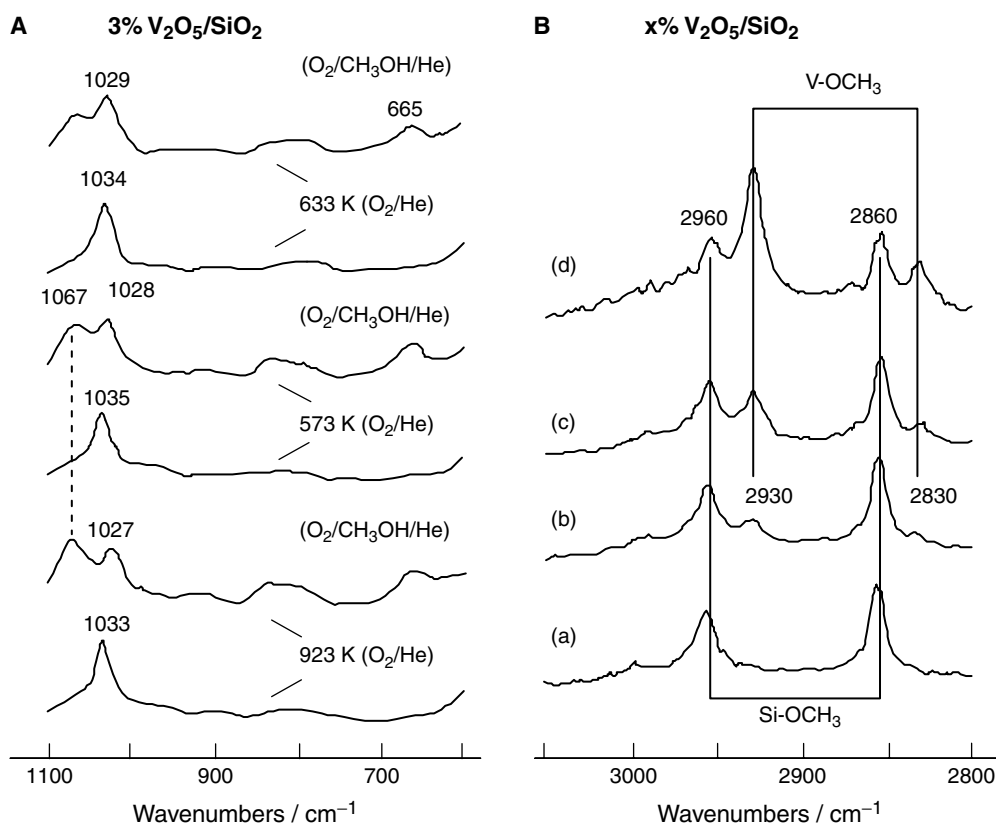 A 3% V₂O₅/SiO₂
(O₂/CH₃OH/He)
1029
665
1034
633 K (O₂/He)
1067 1028
(O₂/CH₃OH/He)
1035
573 K (O₂/He)
(O₂/CH₃OH/He)
1027
1033
923 K (O₂/He)
1100 900 700
Wavenumbers / cm⁻¹
B x% V₂O₅/SiO₂
V-OCH₃
2960 2860
(d)
(c)
2930 2830
(b)
(a)
Si-OCH₃
3000 2900 2800
Wavenumbers / cm⁻¹